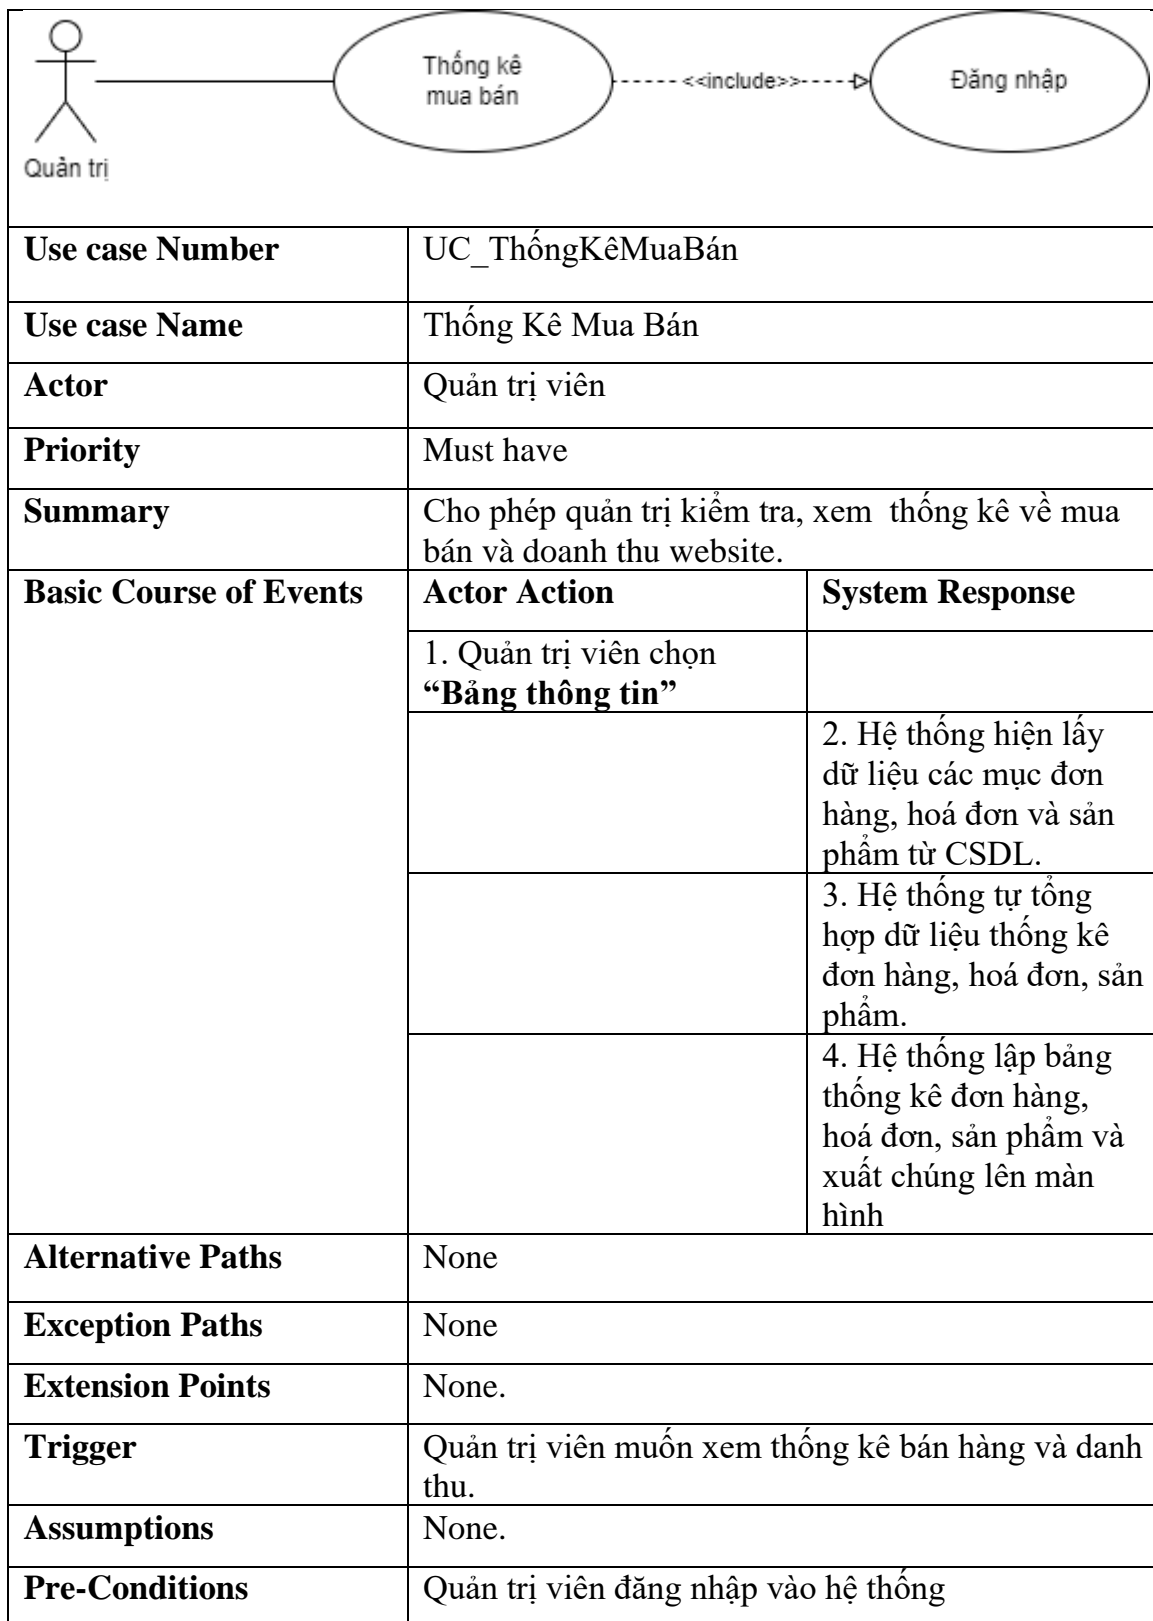 Thống kê
mua bán
<<include>>
Đăng nhập
Quản trị
Use case Number
UC_ThốngKêMuaBán
Use case Name
Thống Kê Mua Bán
Actor
Quản trị viên
Priority
Must have
Summary
Cho phép quản trị kiểm tra, xem  thống kê về mua
bán và doanh thu website.
Basic Course of Events
Actor Action
System Response
1. Quản trị viên chọn
“Bảng thông tin”
2. Hệ thống hiện lấy
dữ liệu các mục đơn
hàng, hoá đơn và sản
phẩm từ CSDL.
3. Hệ thống tự tổng
hợp dữ liệu thống kê
đơn hàng, hoá đơn, sản
phẩm.
4. Hệ thống lập bảng
thống kê đơn hàng,
hoá đơn, sản phẩm và
xuất chúng lên màn
hình
Alternative Paths
None
Exception Paths
None
Extension Points
None.
Trigger
Quản trị viên muốn xem thống kê bán hàng và danh
thu.
Assumptions
None.
Pre-Conditions
Quản trị viên đăng nhập vào hệ thống